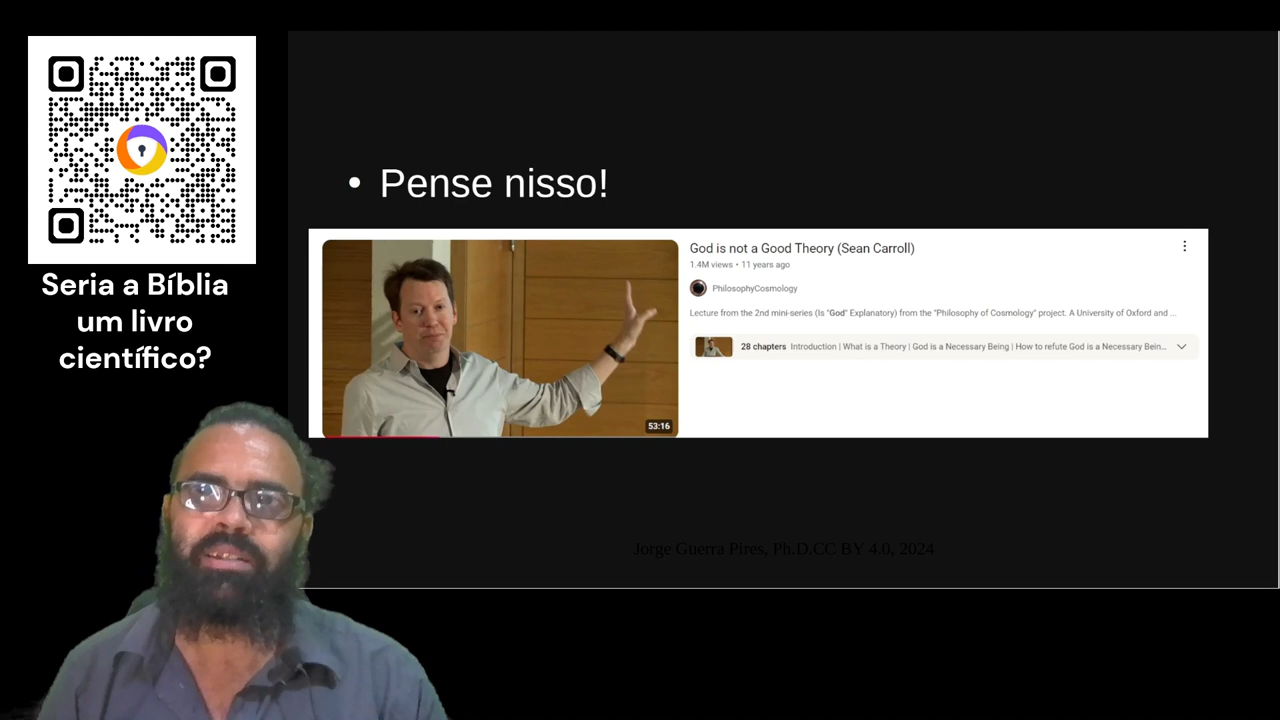 Seria a Bíblia
um livro
científico?
• Pense nisso!
God is not a Good Theory (Sean Carroll)
1.4M views • 11 years ago
PhilosophyCosmology
Lecture from the 2nd mini-series (Is "God" Explanatory) from the "Philosophy of Cosmology" project. A University of Oxford and ...
28 chapters Introduction | What is a Theory | God is a Necessary Being | How to refute God is a Necessary Bein...
53:16
Jorge Guerra Pires, Ph.D.CC BY 4.0, 2024